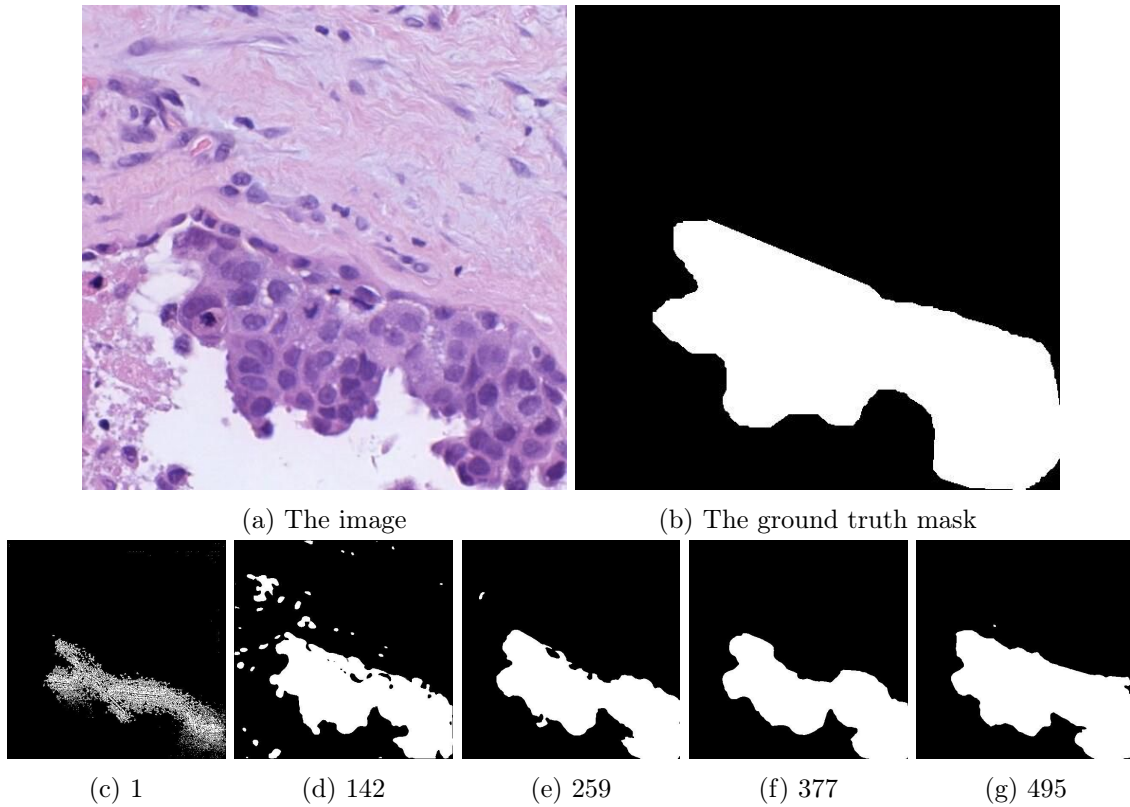 (a) The image
(b) The ground truth mask
(c) 1
(d) 142
(e) 259
(f) 377
(g) 495